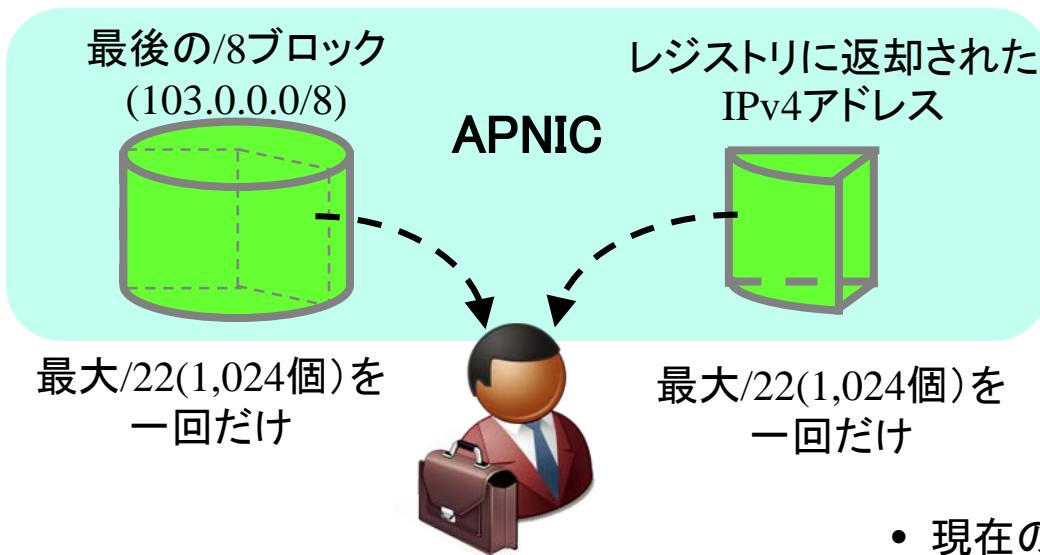 最後の/8ブロック
(103.0.0.0/8)
APNIC
レジストリに返却された
IPv4アドレス
最大/22(1,024個)を
一回だけ
最大/22(1,024個)を
一回だけ
• 現在の